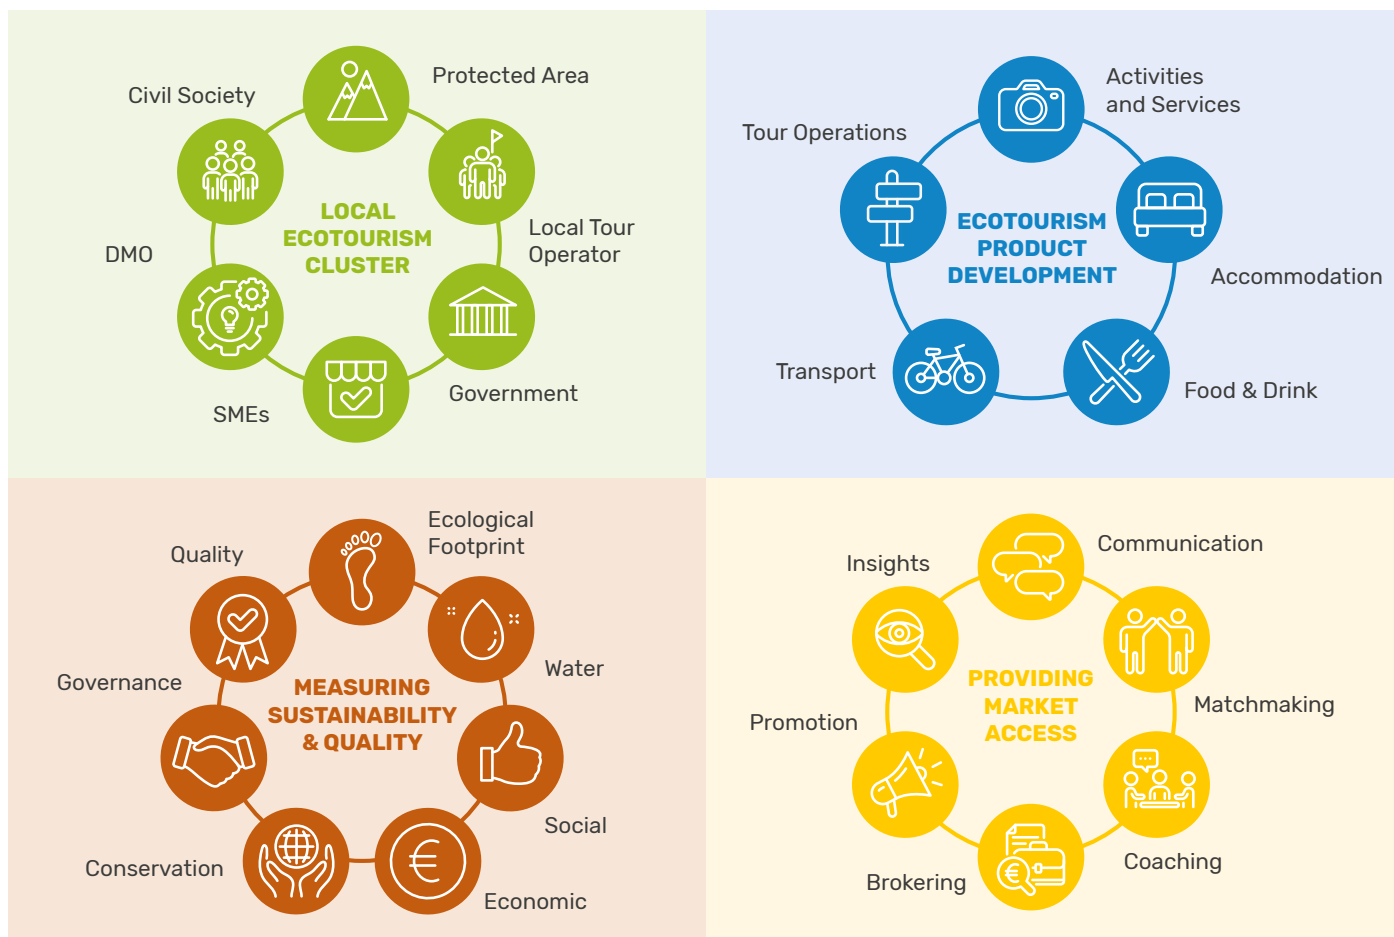 Protected Area
Civil Society
LOCAL
ECOTOURISM
CLUSTER
Local Tour
Operator
DMO
Government
SMEs
Activities
and Services
Tour Operations
ECOTOURISM
PRODUCT
DEVELOPMENT
Accommodation
Transport
Food & Drink
Ecological
Footprint
Quality
Water
Governance
MEASURING
SUSTAINABILITY
& QUALITY
Social
Conservation
€
Economic
Communication
Insights
PROVIDING
MARKET
ACCESS
Matchmaking
Promotion
Coaching
€
Brokering